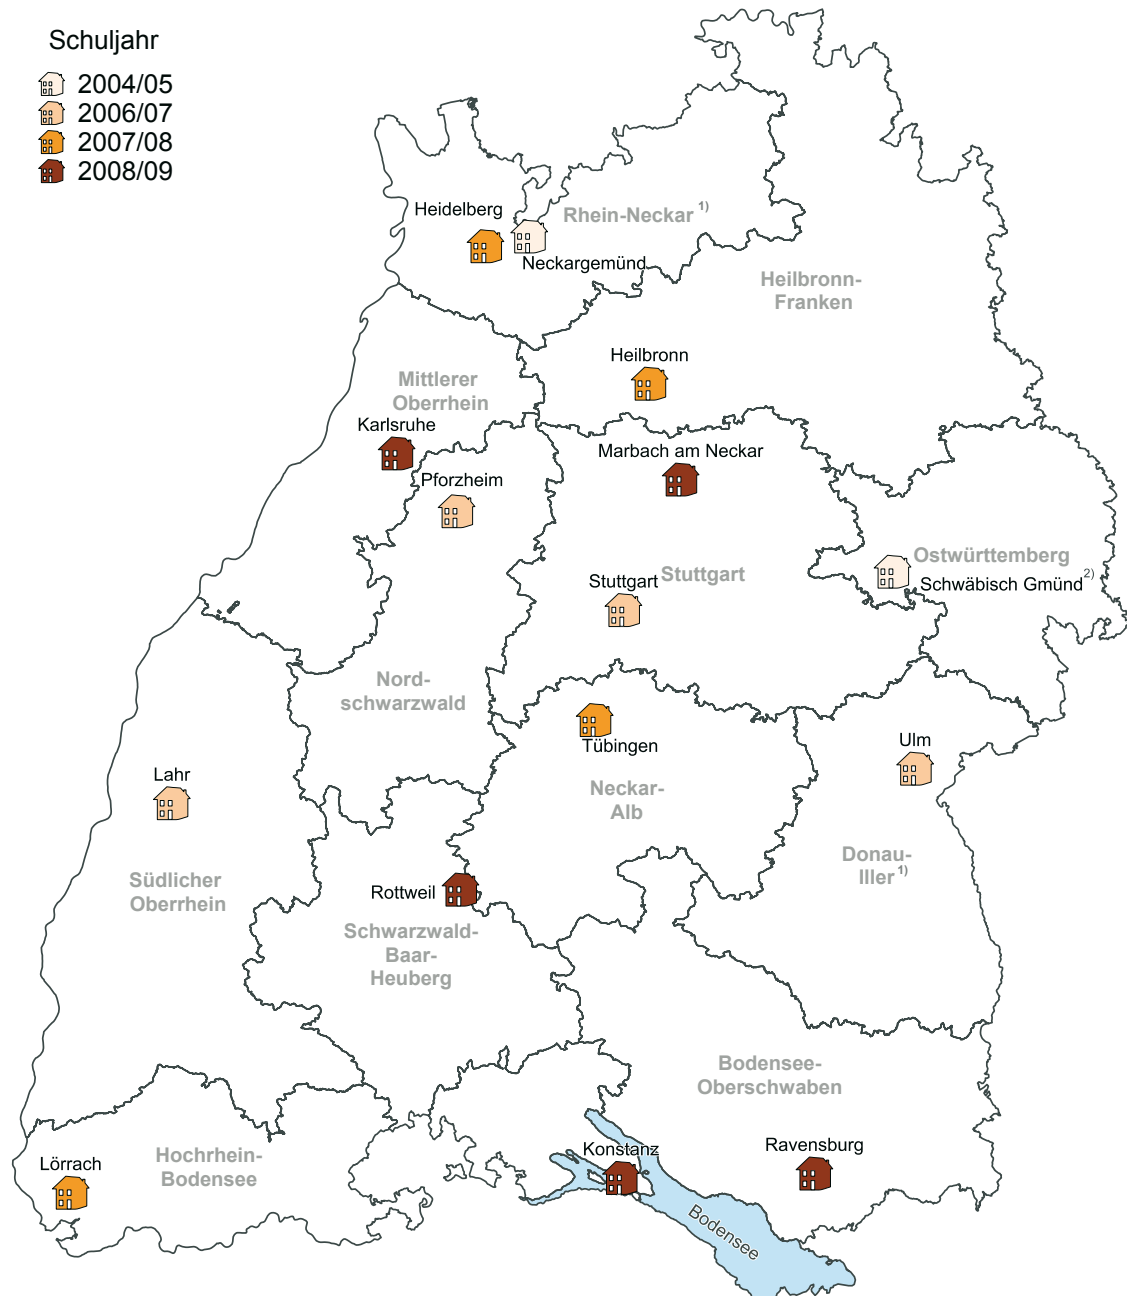 Schuljahr
2004/05
2006/07
2007/08
2008/09
Heidelberg
Rhein-Neckar 1)
Neckargemünd
Heilbronn-
Franken
Heilbronn
Mittlerer
Oberrhein
Karlsruhe
Marbach am Neckar
Pforzheim
Ostwürttemberg
Stuttgart
Stuttgart
Schwäbisch Gmünd2)
Nord-
schwarzwald
Tübingen
Ulm
Lahr
Neckar-
Alb
Donau-
Iller 1)
Südlicher
Oberrhein
Rottweil
Schwarzwald-
Baar-
Heuberg
Bodensee-
Oberschwaben
Hochrhein-
Bodensee
Lörrach
Konstanz
Ravensburg
Bodensee